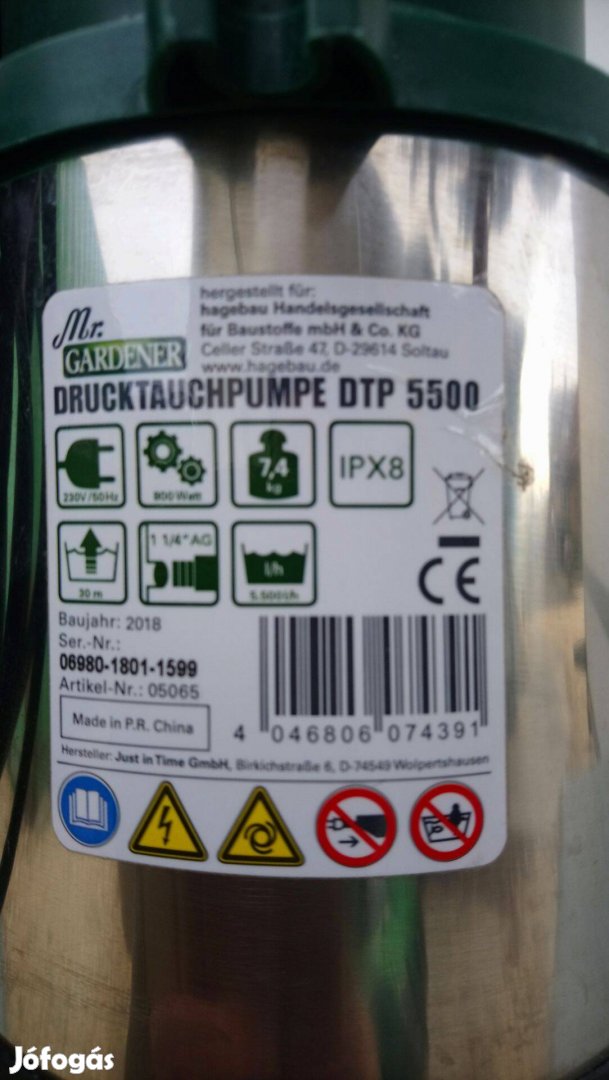 Mr.
GARDENER
hergestellt für:
hagebau Handelsgesellschaft
für Baustoffe mbH & Co. KG
Celler Straße 47, D-29614 Soltau
www.hagebau.de
DRUCKTAUCHPUMPE DTP 5500
230V/50Hz
800 Watt
7,4
kg
IPX8
30 m
1 1/4" AG
l/h
5.500l/h
CE
Baujahr: 2018
Ser.-Nr.:
06980-1801-1599
Artikel-Nr.: 05065
Made in P.R. China
4 046806 074391
Hersteller: Just in Time GmbH, Birkichstraße 6, D-74549 Wolpertshausen
Jófogás